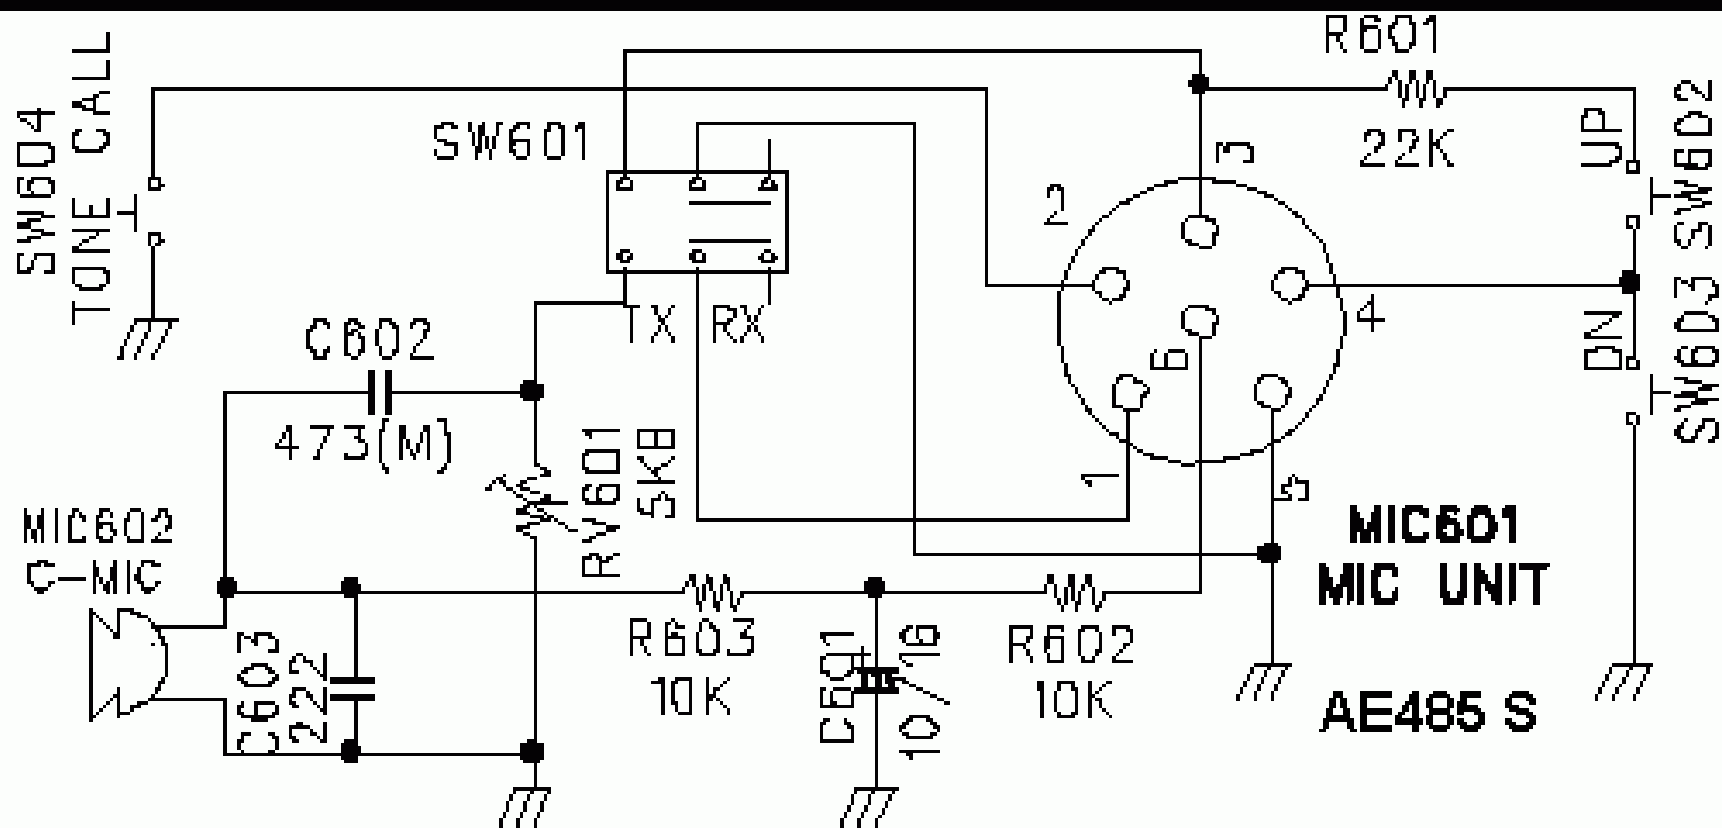 R601
22K
UP
SW602
DN
SW603
SW604
TONE CALL
SW601
TX
RX
3
2
4
6
1
5
C602
473(M)
RV601
5KB
MIC602
C-MIC
C603
222
R603
10K
C601
10 16
+
R602
10K
MIC601
MIC UNIT
AE485 S